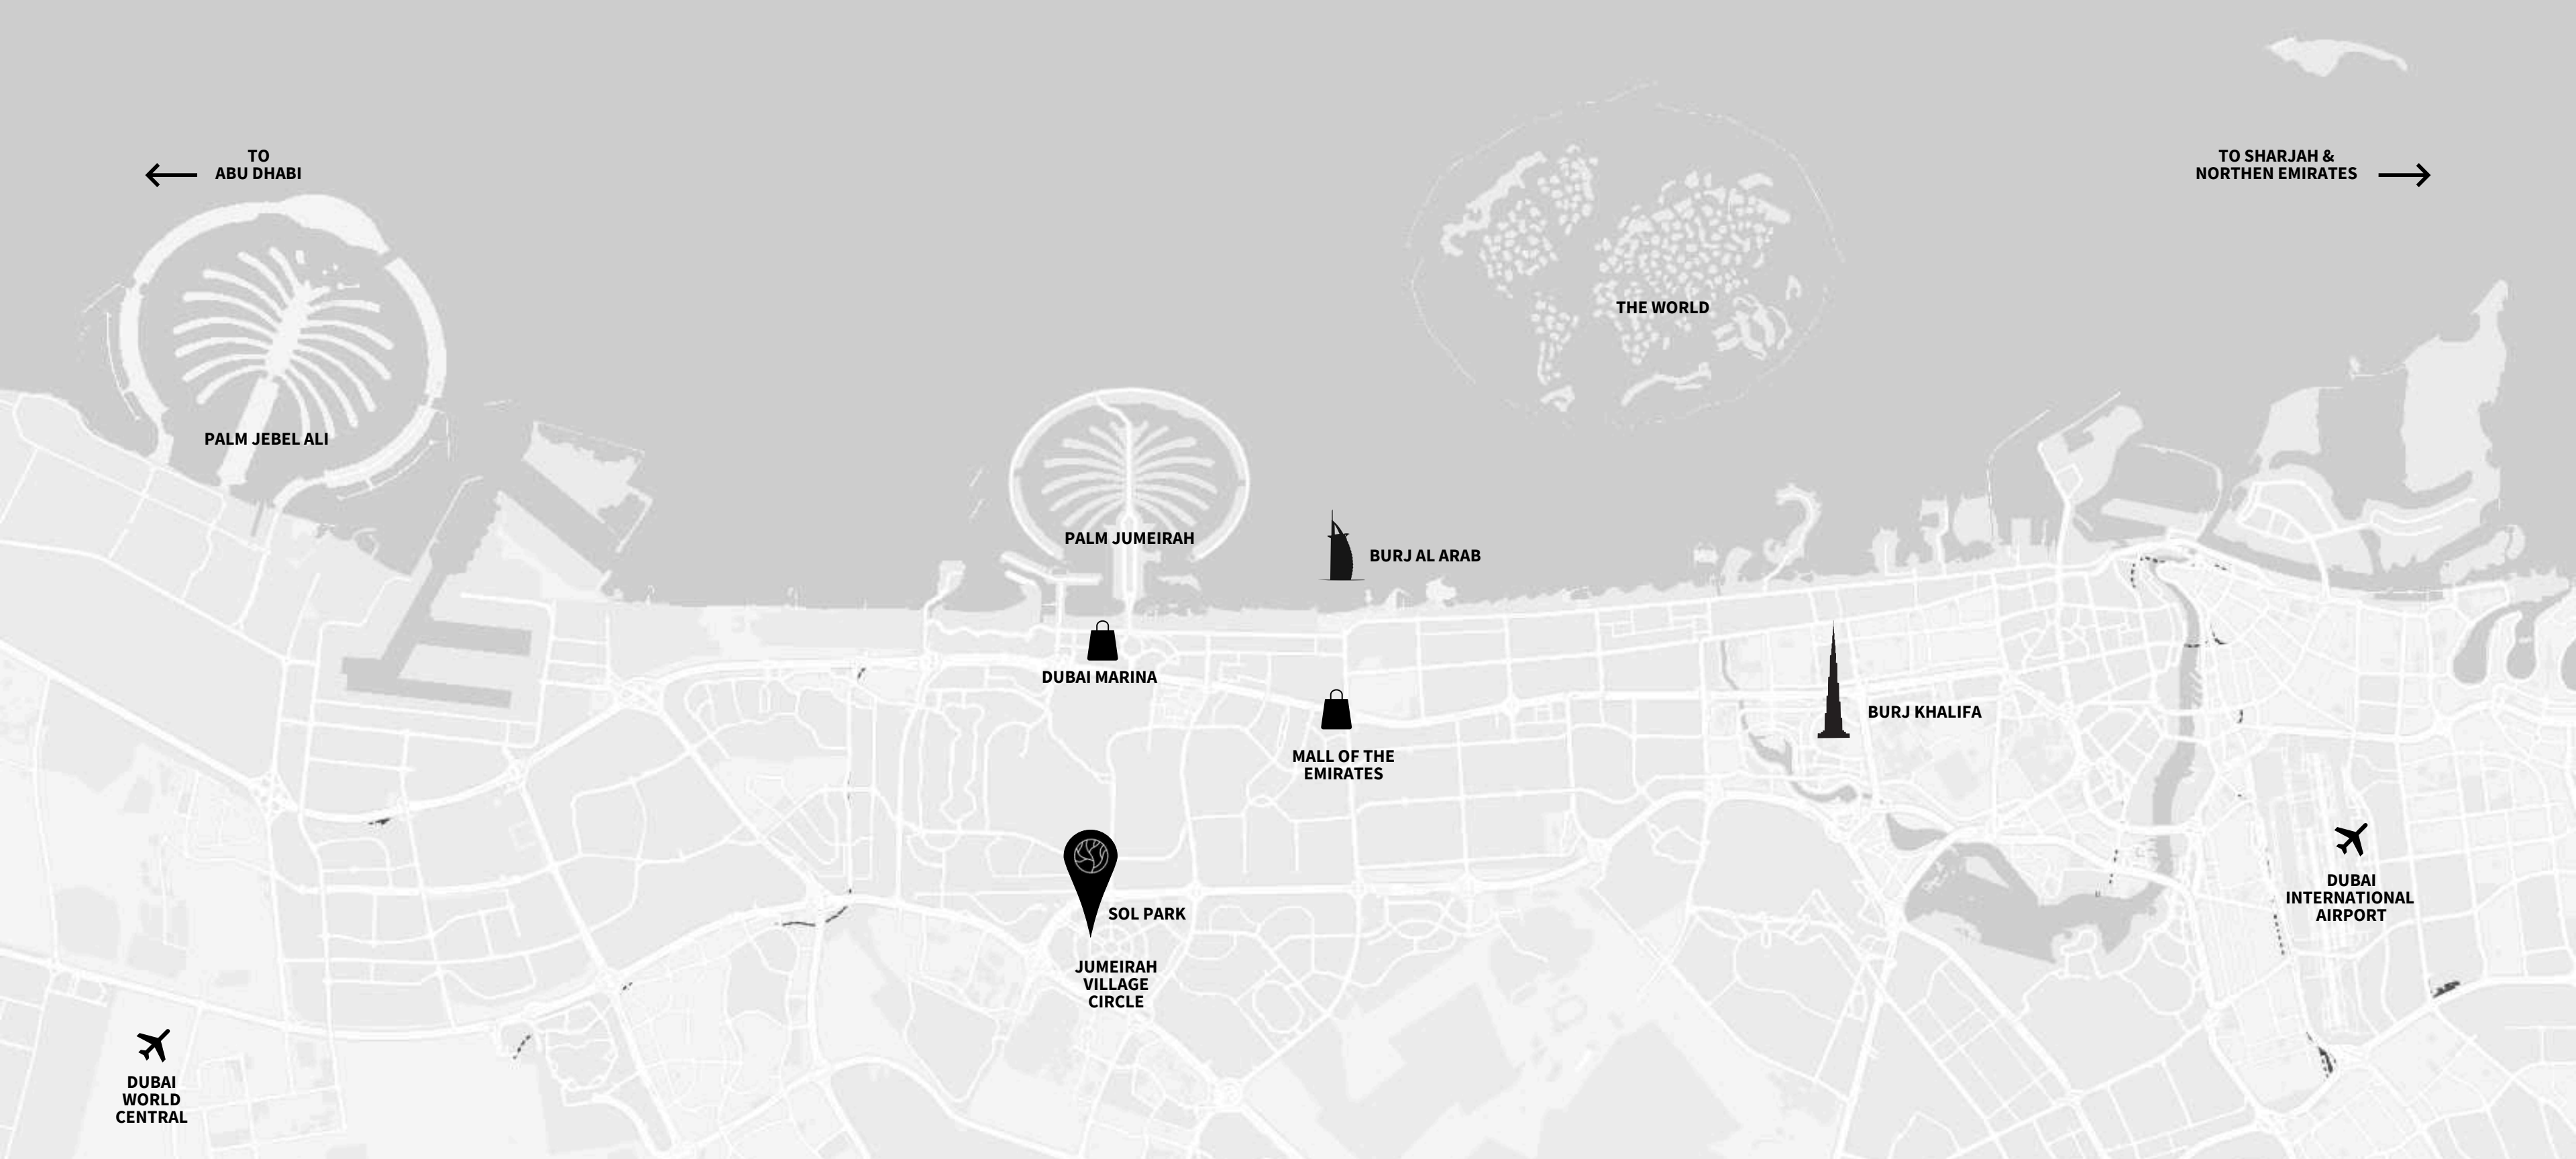 TO
ABU DHABI
TO SHARJAH &
NORTHEN EMIRATES
THE WORLD
PALM JEBEL ALI
PALM JUMEIRAH
BURJ AL ARAB
DUBAI MARINA
BURJ KHALIFA
MALL OF THE
EMIRATES
DUBAI
INTERNATIONAL
AIRPORT
SOL PARK
JUMEIRAH
VILLAGE
CIRCLE
DUBAI
WORLD
CENTRAL